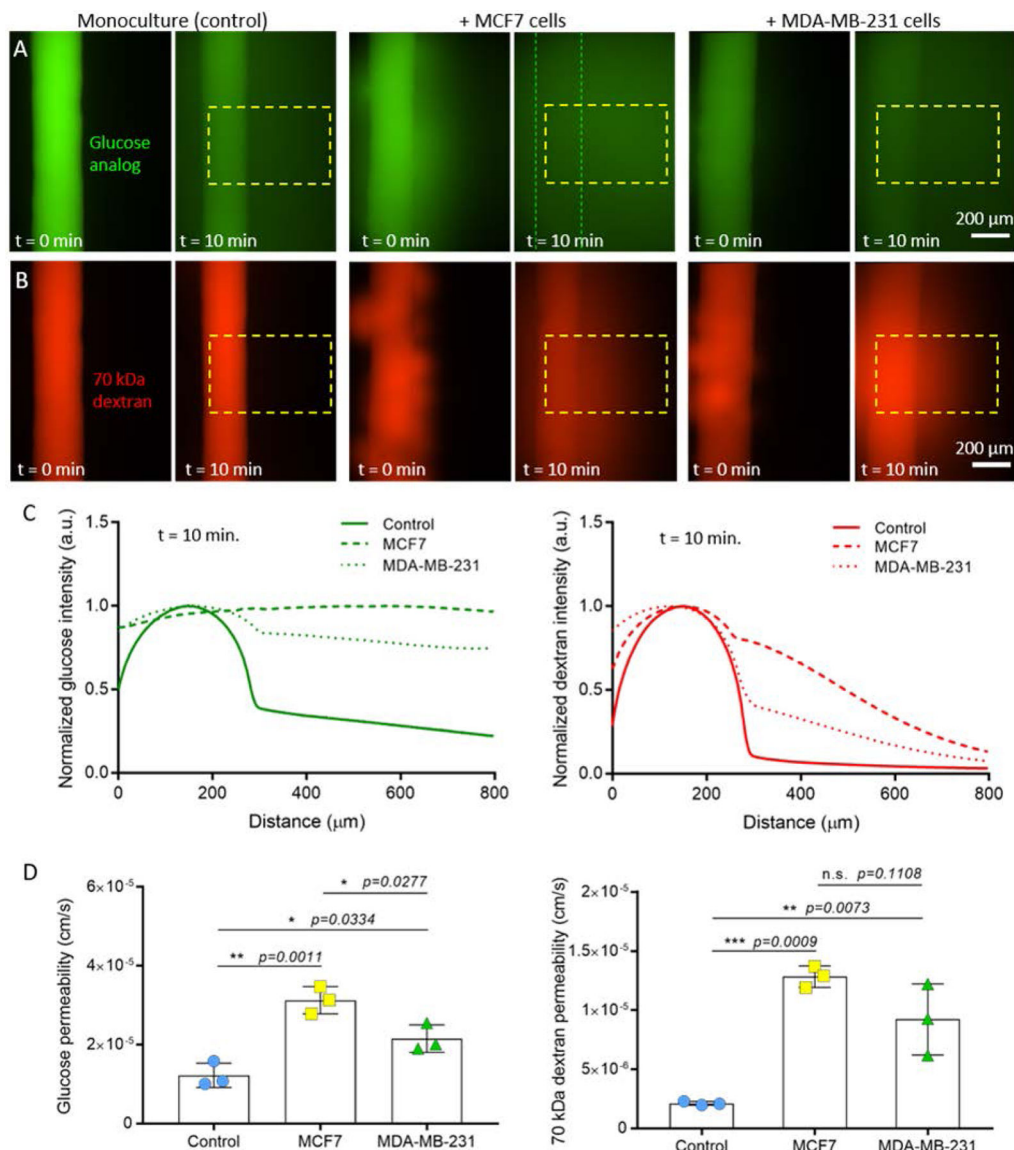 Monoculture (control)
+ MCF7 cells
+ MDA-MB-231 cells
A
Glucose
analog
t = 0 min
t = 10 min
t = 0 min
t = 10 min
t = 0 min
t = 10 min
200 µm
B
70 kDa
dextran
t = 0 min
t = 10 min
t = 0 min
t = 10 min
t = 0 min
t = 10 min
200 µm
C
Normalized glucose intensity (a.u.)
1.5
1.0
0.5
0.0
t = 10 min.
Control
MCF7
MDA-MB-231
0 200 400 600 800
Distance (µm)
Normalized dextran intensity (a.u.)
1.5
1.0
0.5
0.0
t = 10 min.
Control
MCF7
MDA-MB-231
0 200 400 600 800
Distance (µm)
D
Glucose permeability (cm/s)
6×10⁻⁵
4×10⁻⁵
2×10⁻⁵
0
* p=0.0277
* p=0.0334
** p=0.0011
Control MCF7 MDA-MB-231
70 kDa dextran permeability (cm/s)
2×10⁻⁵
1.5×10⁻⁵
1×10⁻⁵
5×10⁻⁶
0
n.s. p=0.1108
** p=0.0073
*** p=0.0009
Control MCF7 MDA-MB-231